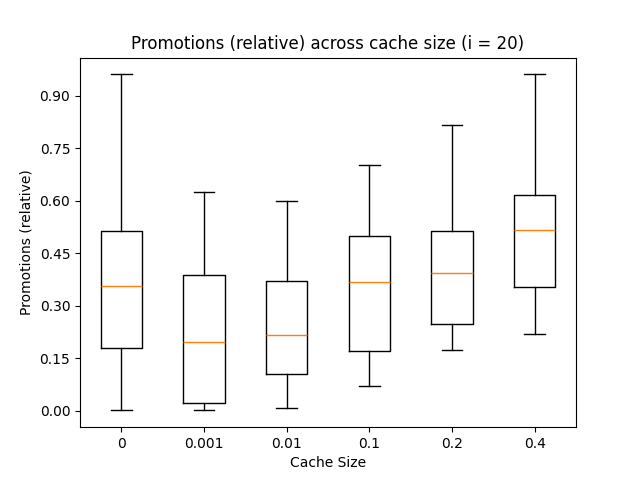 Promotions (relative) across cache size (i = 20)
Promotions (relative)
0.90
0.75
0.60
0.45
0.30
0.15
0.00
0 0.001 0.01 0.1 0.2 0.4
Cache Size